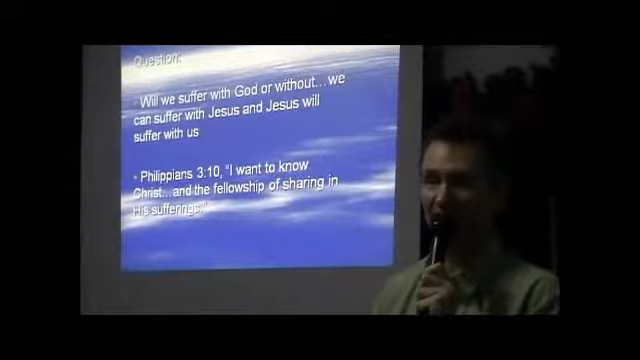 Question:
• Will we suffer with God or without...we
can suffer with Jesus and Jesus will
suffer with us
• Philippians 3:10, "I want to know
Christ...and the fellowship of sharing in
His sufferings."